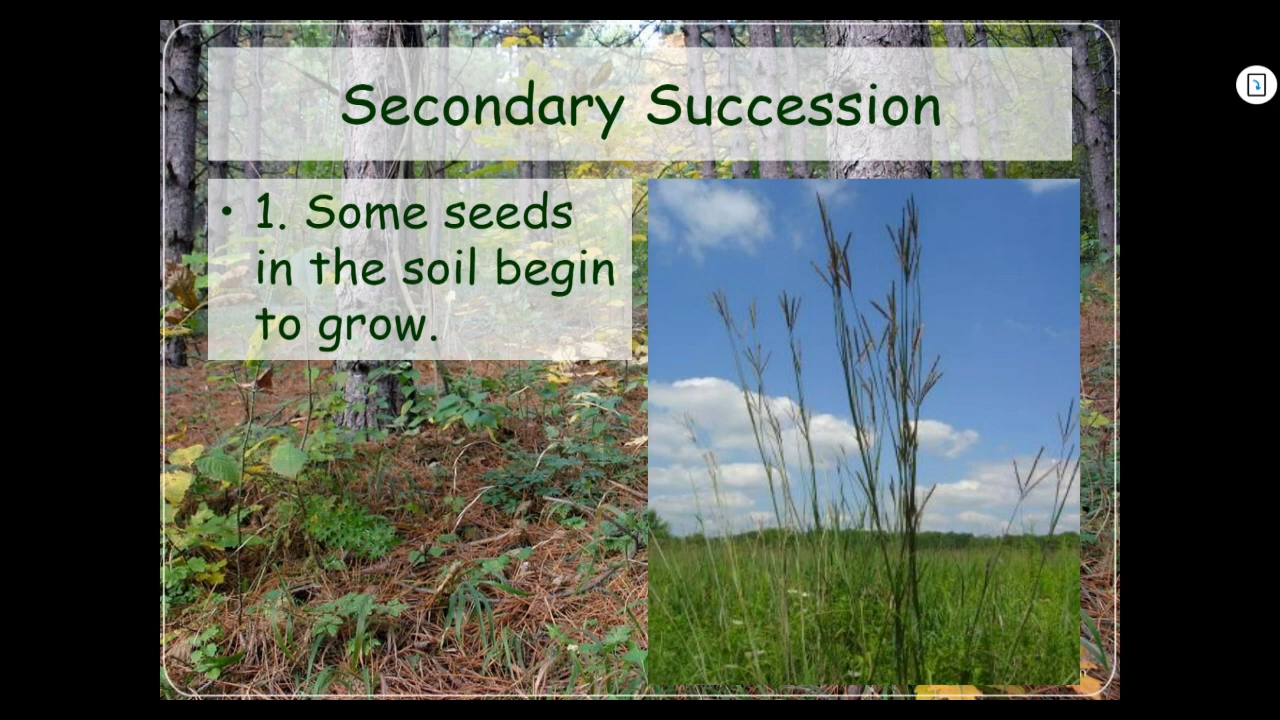 Secondary Succession
• 1. Some seeds
in the soil begin
to grow.